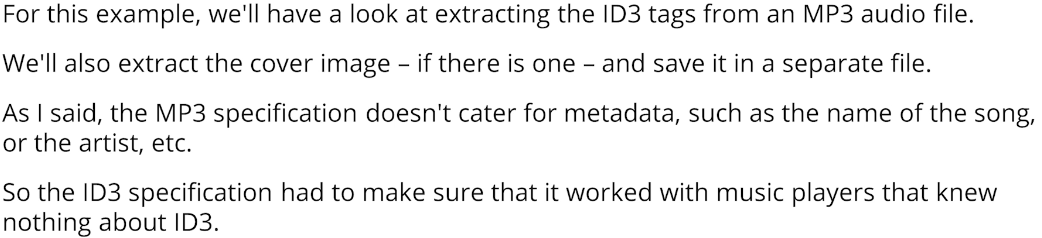 For this example, we'll have a look at extracting the ID3 tags from an MP3 audio file.
We'll also extract the cover image – if there is one – and save it in a separate file.
As I said, the MP3 specification doesn't cater for metadata, such as the name of the song,
or the artist, etc.
So the ID3 specification had to make sure that it worked with music players that knew
nothing about ID3.